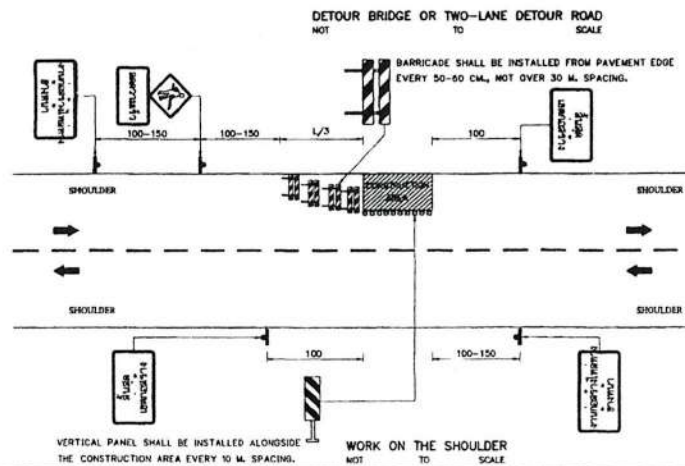 DETOUR BRIDGE OR TWO-LANE DETOUR ROAD
NOT TO SCALE
BARRICADE SHALL BE INSTALLED FROM PAVEMENT EDGE
EVERY 50-60 CM., NOT OVER 30 M. SPACING.
100-150
100-150
L/3
100
SHOULDER
CONSTRUCTION
AREA
SHOULDER
SHOULDER
SHOULDER
100
100-150
VERTICAL PANEL SHALL BE INSTALLED ALONGSIDE
THE CONSTRUCTION AREA EVERY 10 M. SPACING.
WORK ON THE SHOULDER
NOT TO SCALE